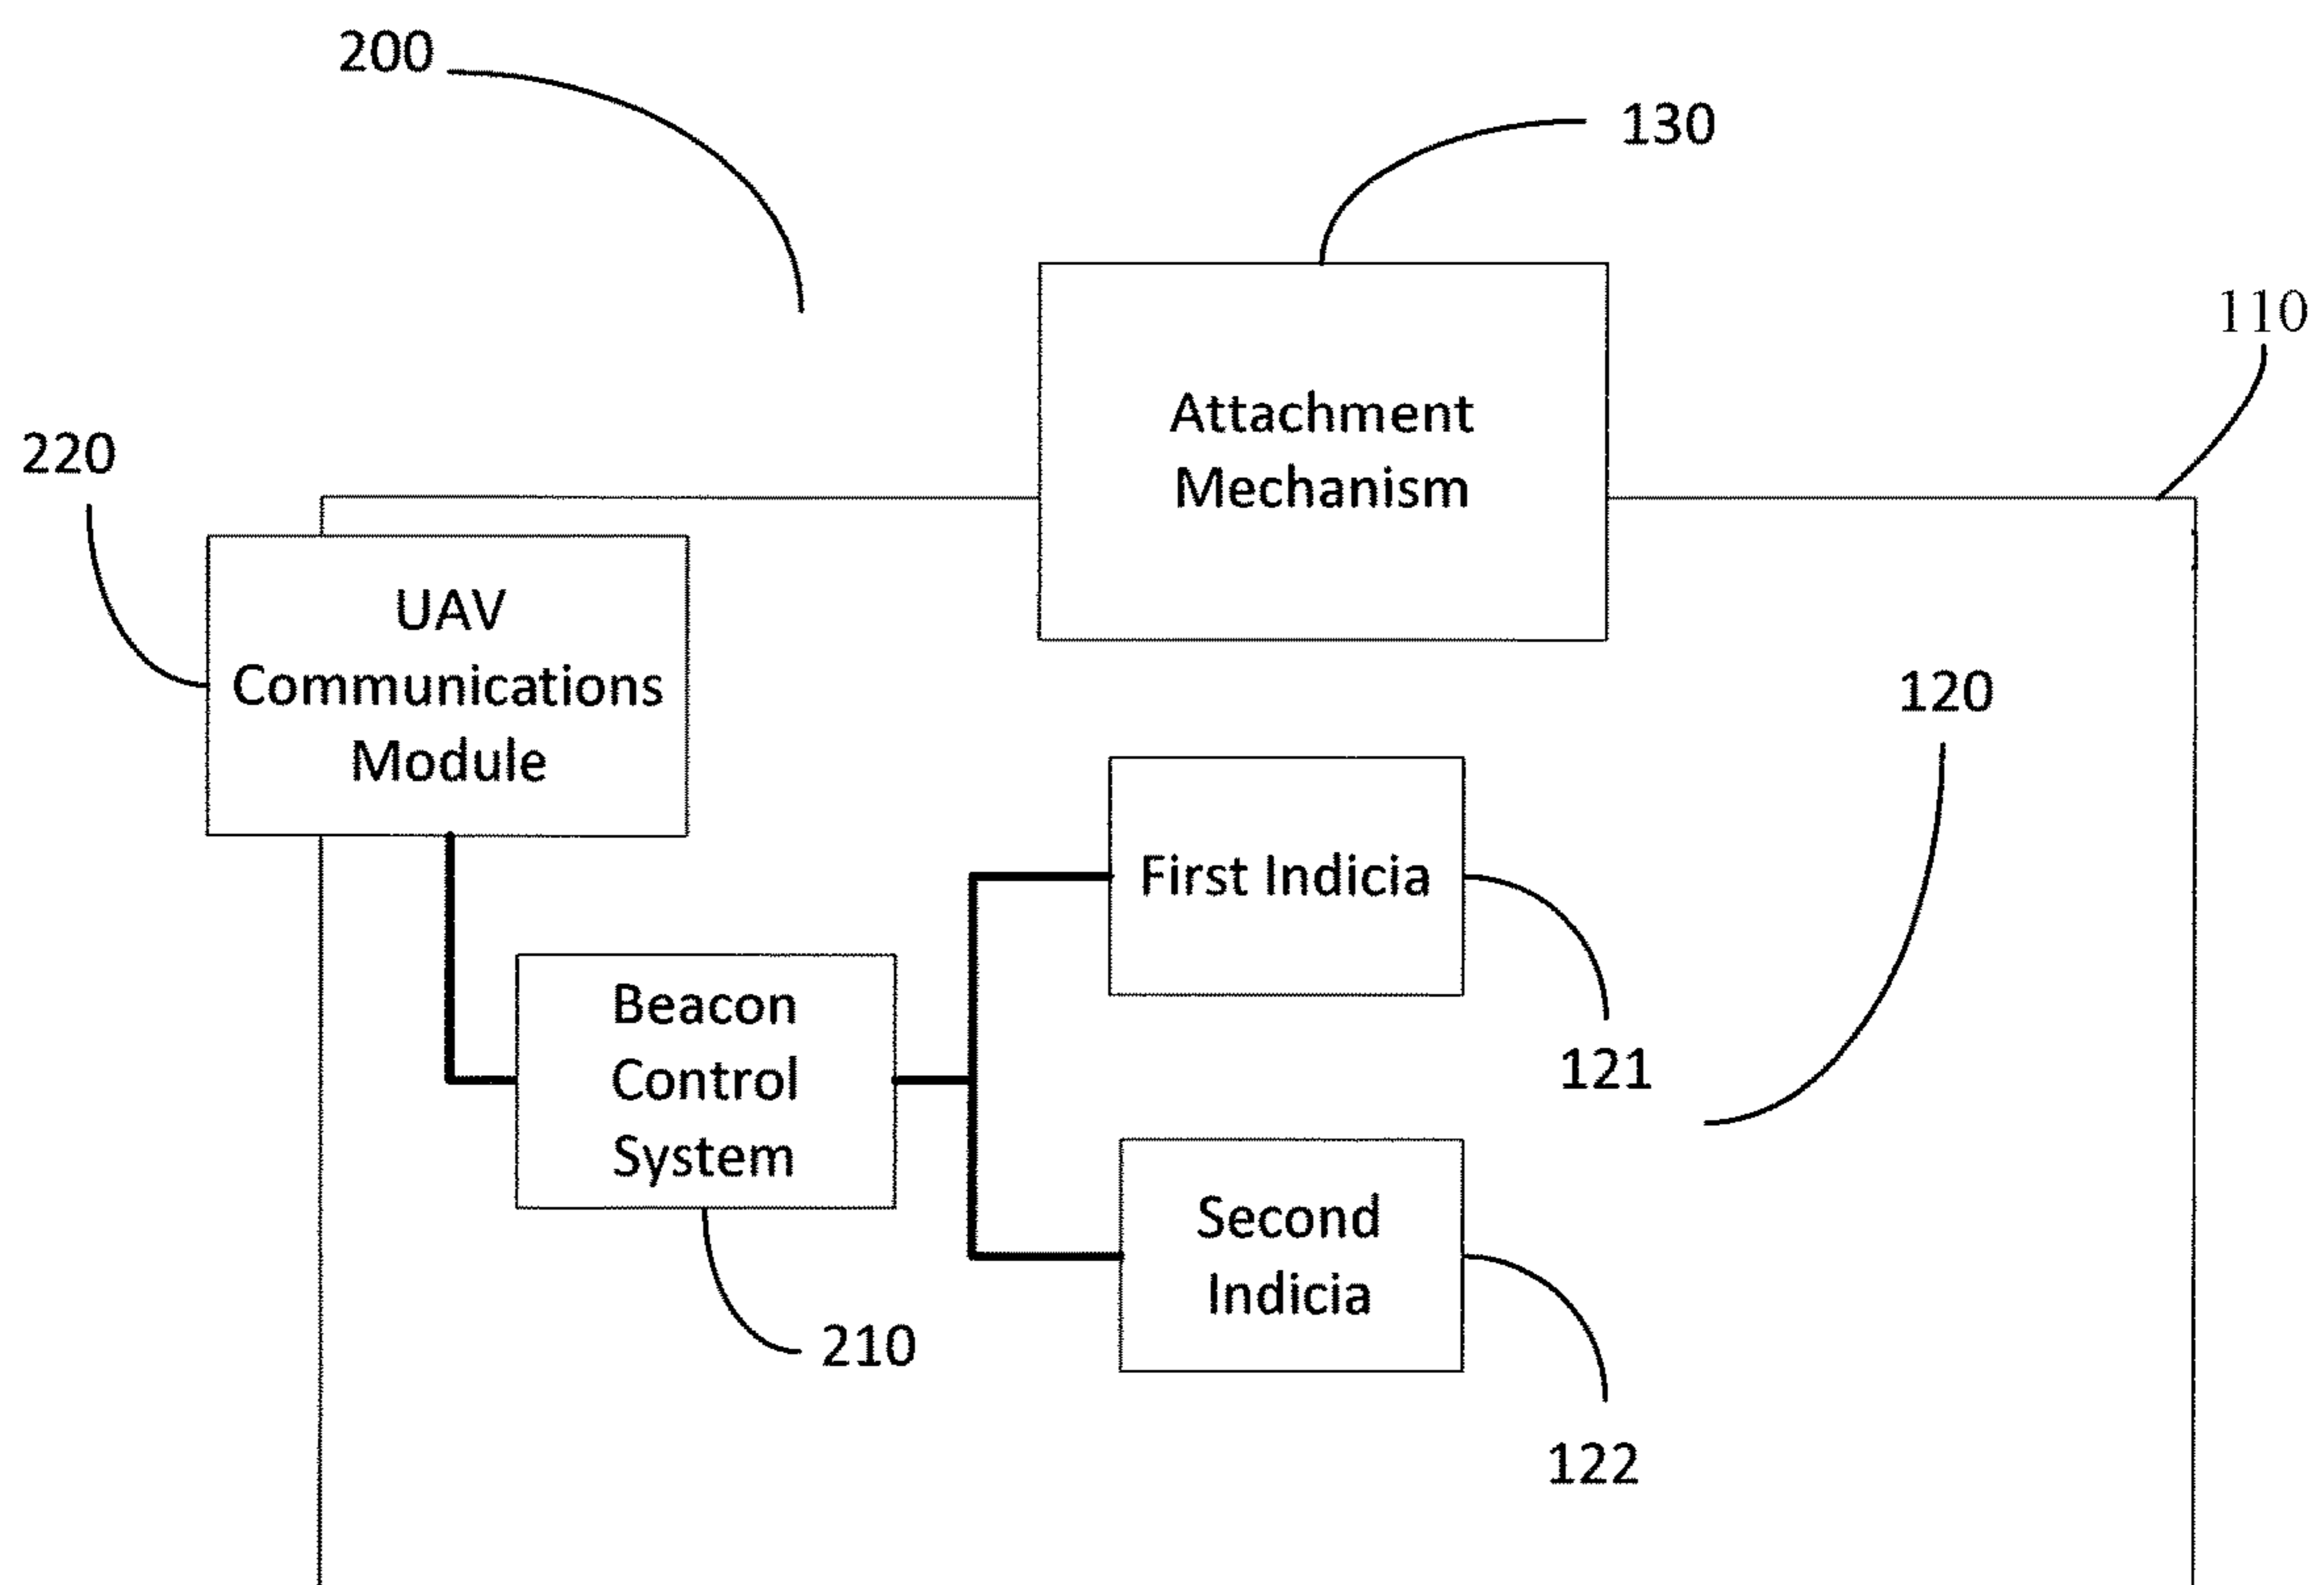 200
130
110
Attachment
Mechanism
220
UAV
Communications
Module
120
First Indicia
121
Beacon
Control
System
Second
Indicia
210
122